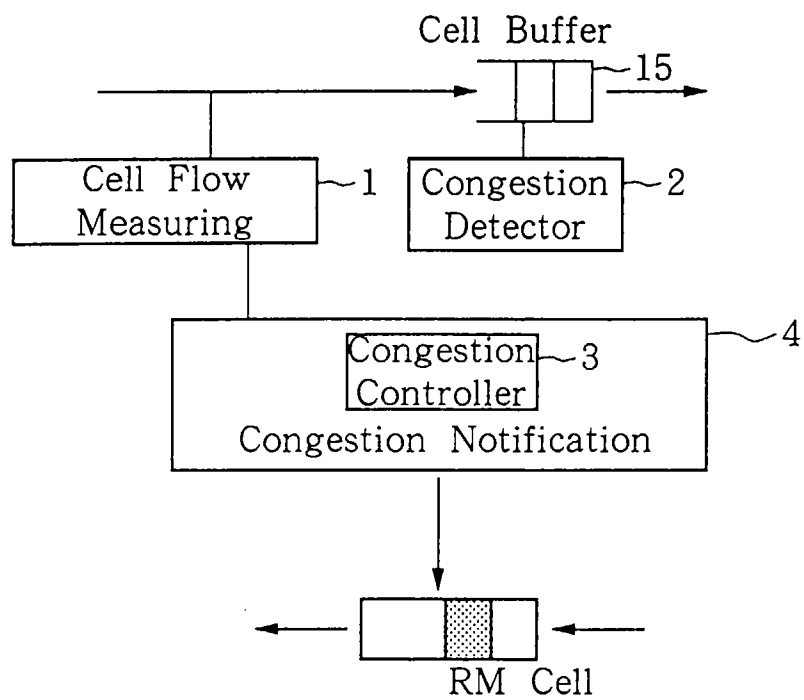 Cell Buffer
15
Cell Flow
Measuring
1
Congestion
Detector
2
4
Congestion
Controller
3
Congestion Notification
RM Cell